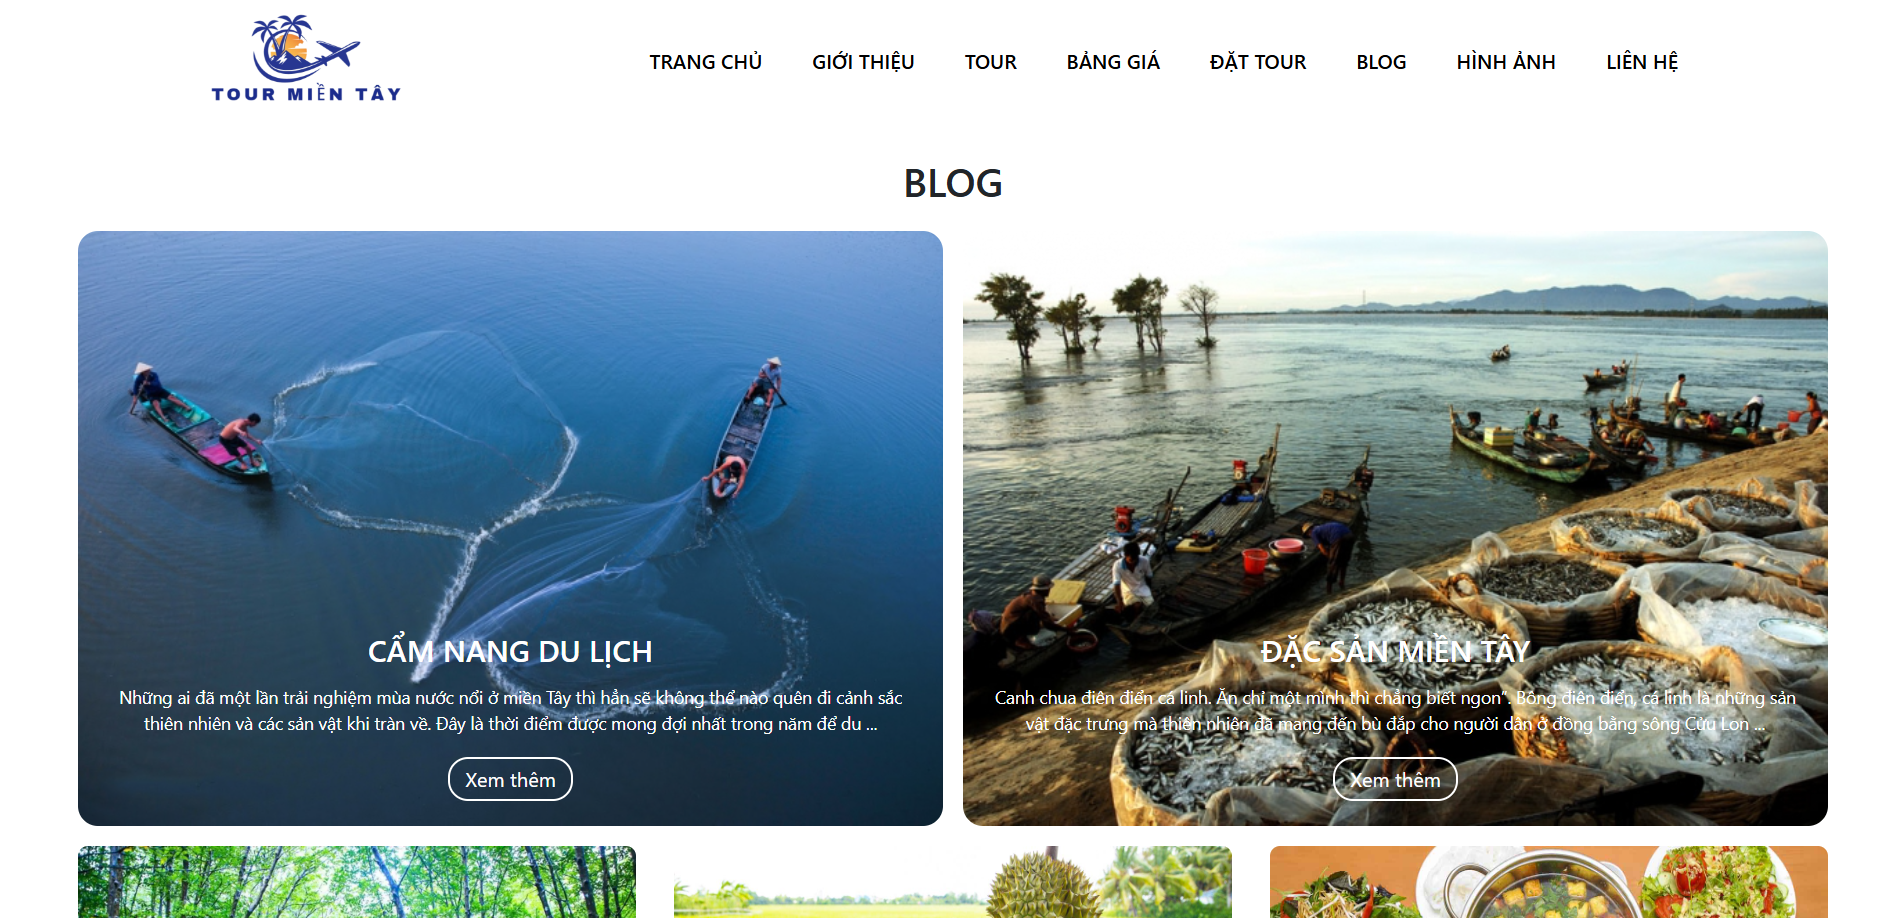 TOUR MIỀN TÂY
TRANG CHỦ
GIỚI THIỆU
TOUR
BẢNG GIÁ
ĐẶT TOUR
BLOG
HÌNH ẢNH
LIÊN HỆ
BLOG
CẨM NANG DU LỊCH
Những ai đã một lần trải nghiệm mùa nước nổi ở miền Tây thì hẳn sẽ không thể nào quên đi cảnh sắc
thiên nhiên và các sản vật khi tràn về. Đây là thời điểm được mong đợi nhất trong năm để du ...
Xem thêm
ĐẶC SẢN MIỀN TÂY
Canh chua điên điển cá linh. Ăn chỉ một mình thì chẳng biết ngon”. Bông điên điển, cá linh là những sản
vật đặc trưng mà thiên nhiên đã mang đến bù đắp cho người dân ở đồng bằng sông Cửu Lon ...
Xem thêm